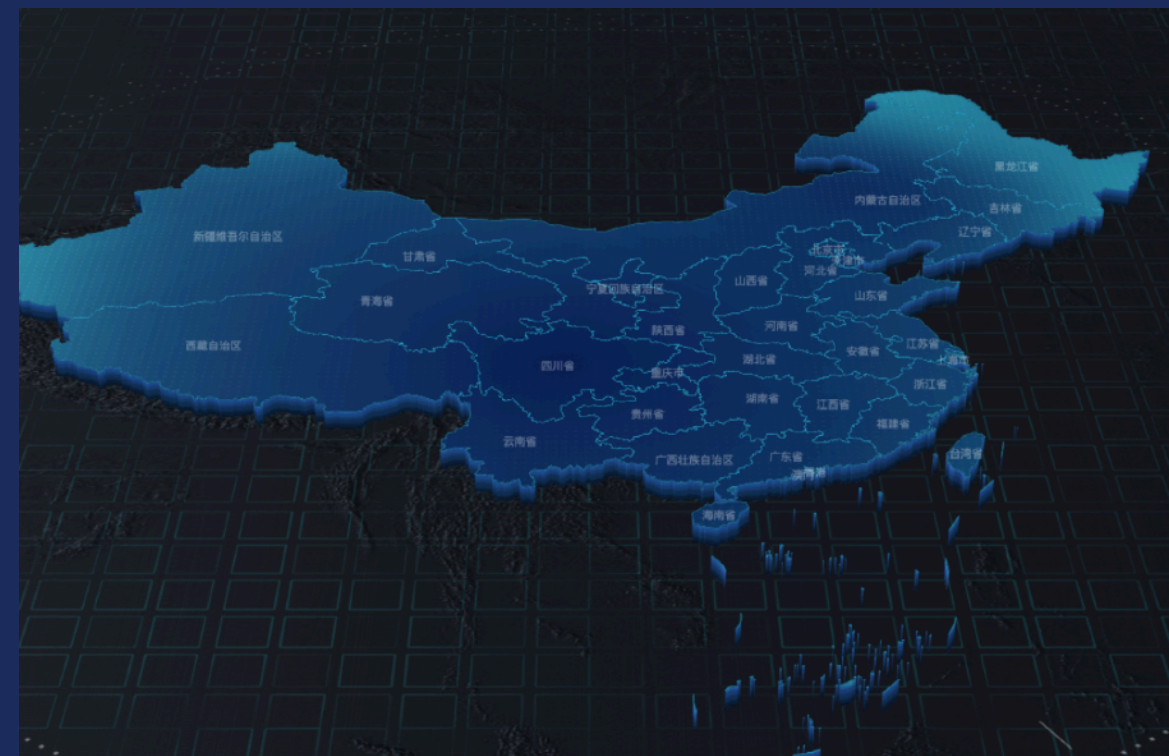 黑龙江省
内蒙古自治区
吉林省
辽宁省
新疆维吾尔自治区
甘肃省
北京市
天津市
河北省
山西省
宁夏回族自治区
青海省
山东省
陕西省
河南省
西藏自治区
江苏省
安徽省
上海市
湖北省
四川省
重庆市
浙江省
湖南省
江西省
贵州省
福建省
云南省
广东省
台湾省
广西壮族自治区
海南省